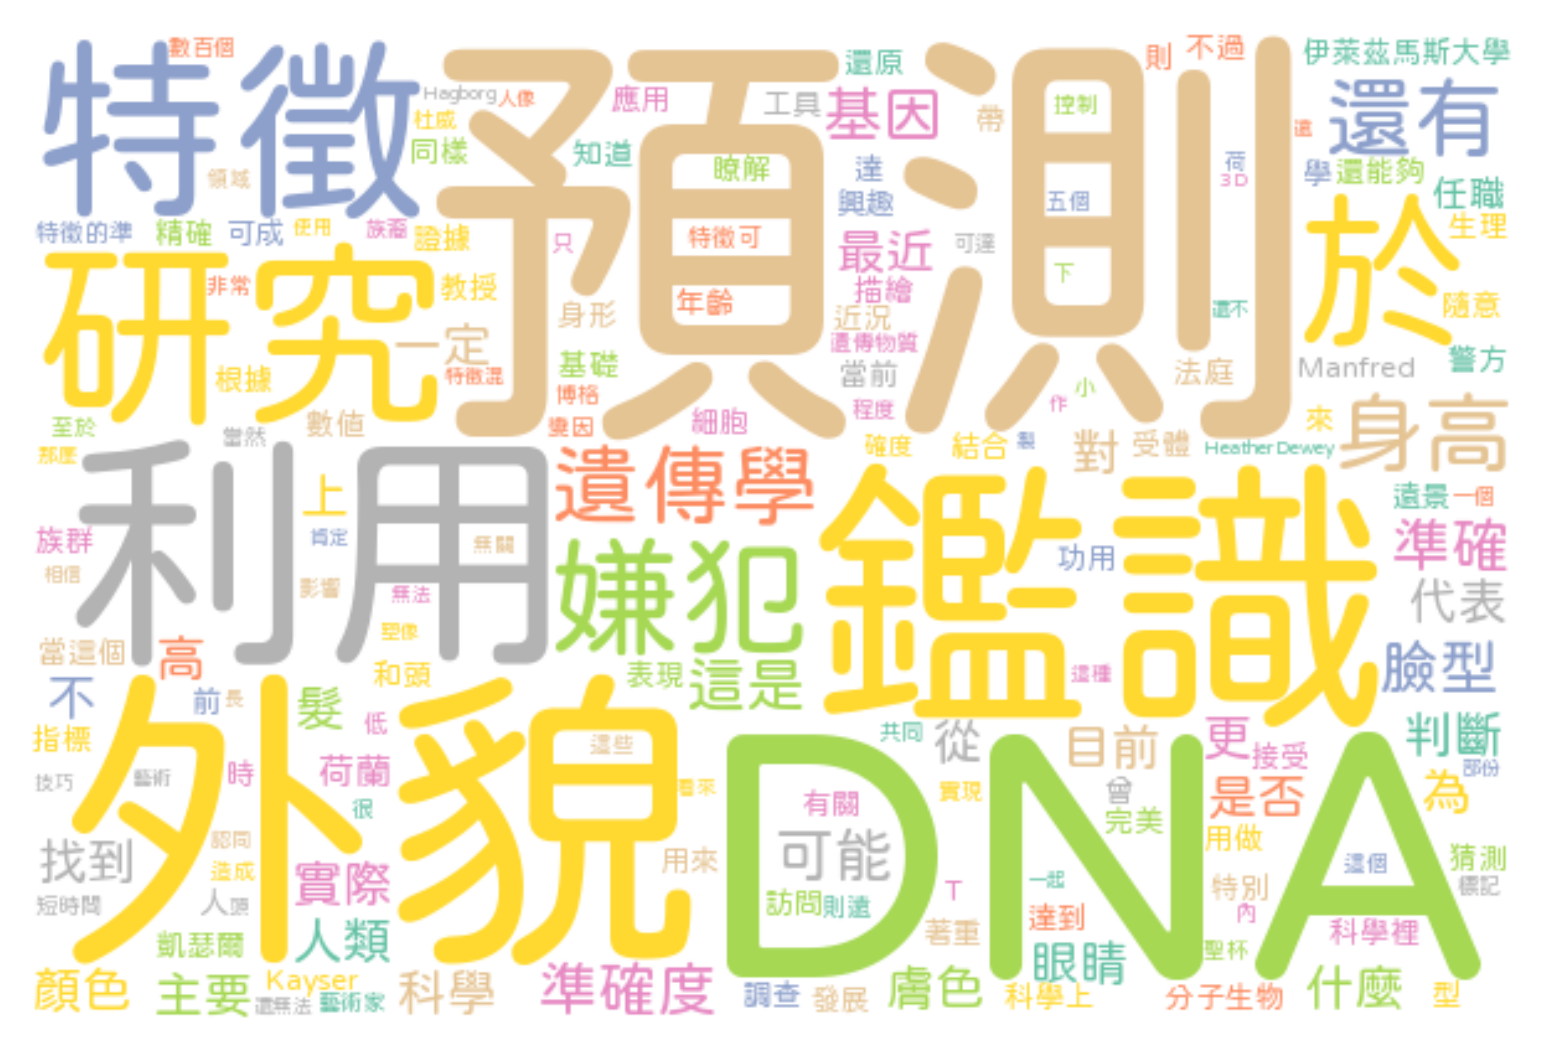 特徵
數百個
預測
還原
則
不過
伊萊茲馬斯大學
Hagborg
人像
應用
工具
基因
帶
控制
還有
杜威
同樣
知道
瞭解
達
荷
3D
學
還能夠
領域
興趣
五個
任職
特徵的準
精確
可成
使用
族裔
證據
只
特徵可
最近
可達
於
生理
研究
非常
教授
身形
年齡
描繪
下
還不
隨意
一定
近況
遺傳物質
根據
特徵混
基礎
當前
法庭
Manfred
警方
博格
小
至於
當然
數值
變因
細胞
程度
作
來
身高
那麼
利用
遺傳學
確度
結合
製
對
受體
Heather Dewey
上
鑑識
遠景
一個
族群
肯定
無關
嫌犯
功用
準確
相信
影響
無法
代表
當這個
高
塑像
和頭
表現
這是
這種
臉型
不
外貌
前
長
髮
低
共同
從
目前
更
接受
判斷
指標
這些
DNA
部份
技巧
藝術
時
荷蘭
看來
有關
實現
曾
是否
為
很
完美
找到
認同
造成
實際
用來
可能
用做
這個
猜測
短時間
人頭
訪問
則遠
T
一起
特別
標記
凱瑟爾
人類
著重
達到
內
科學裡
顏色
主要
Kayser
還無法
藝術家
科學
準確度
調查
發展
膚色
眼睛
聖杯
科學上
分子生物
什麼
型